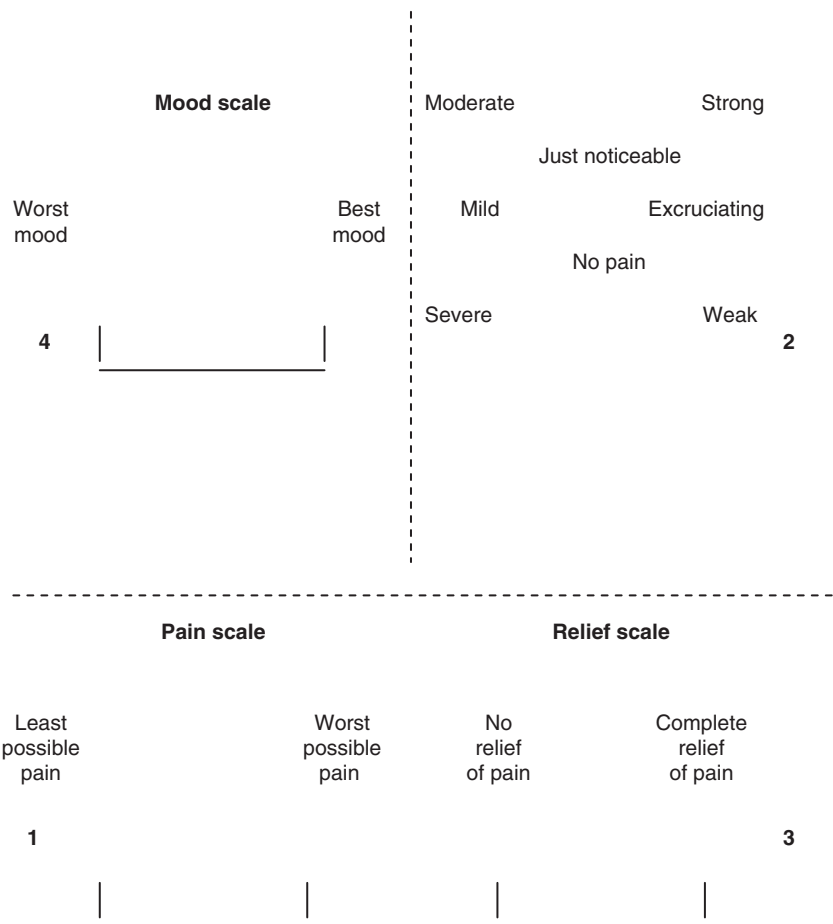 Mood scale
Worst
mood
Best
mood
4
Moderate Strong
Just noticeable
Mild Excruciating
No pain
Severe Weak
2
Pain scale
Least
possible
pain
Worst
possible
pain
1
Relief scale
No
relief
of pain
Complete
relief
of pain
3